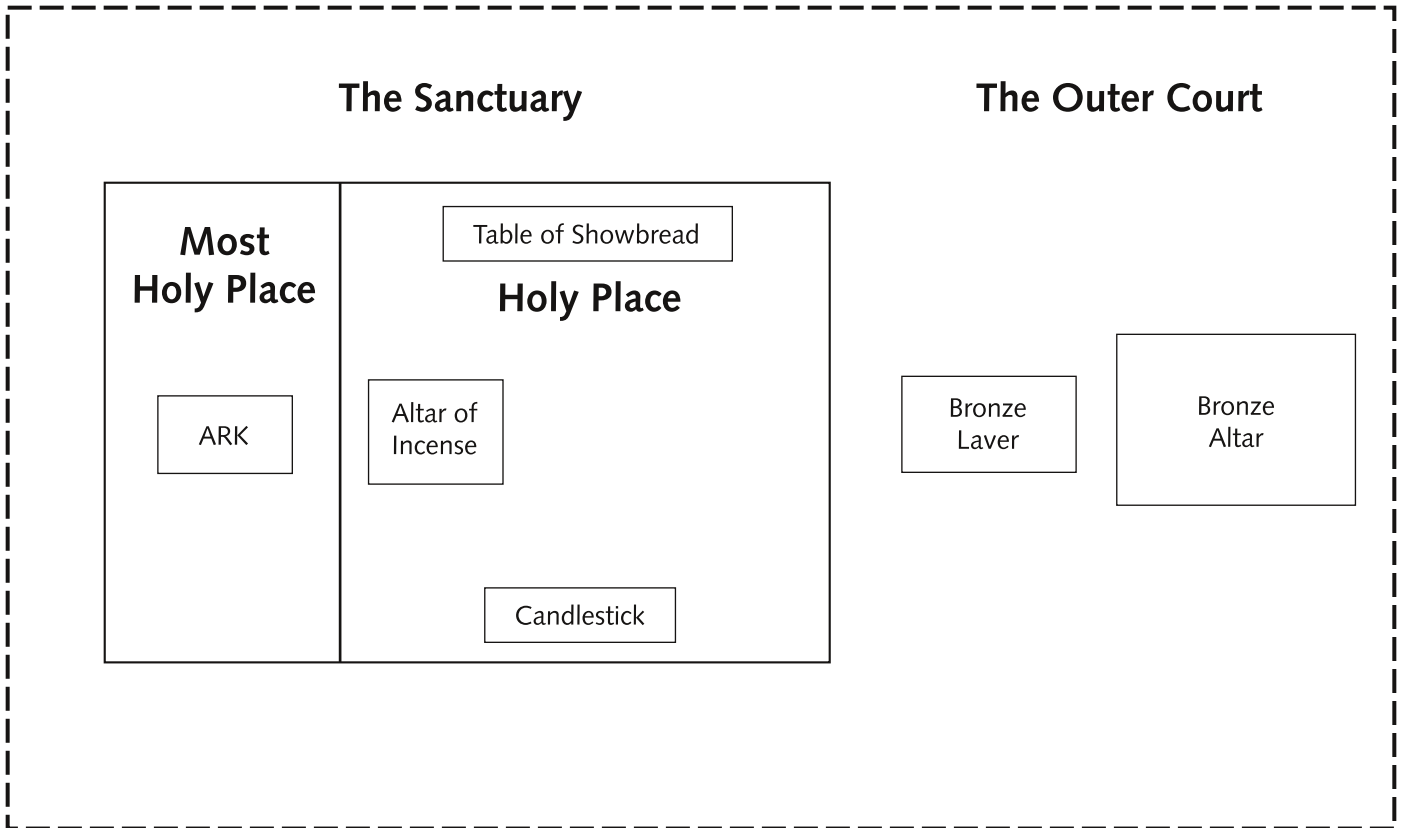 The Sanctuary
The Outer Court
Most
Holy Place
Table of Showbread
Holy Place
ARK
Altar of
Incense
Bronze
Laver
Bronze
Altar
Candlestick